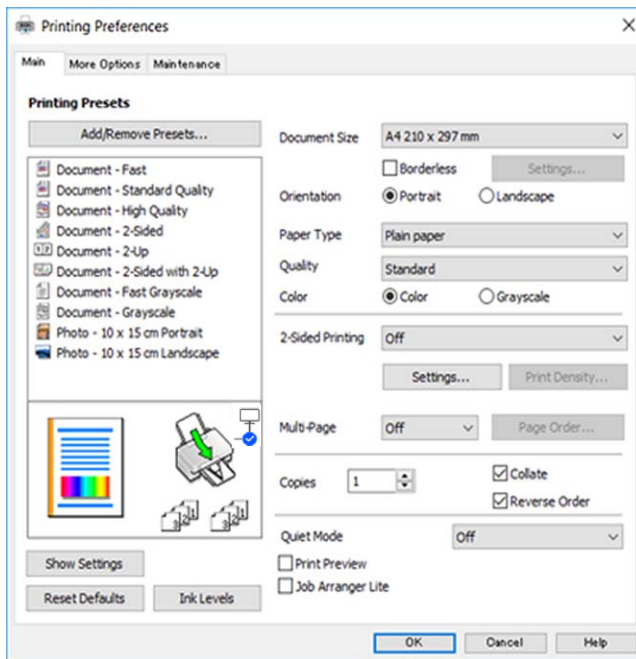 Printing Preferences
Main More Options Maintenance
Printing Presets
Add/Remove Presets...
Document - Fast
Document - Standard Quality
Document - High Quality
Document - 2-Sided
Document - 2-Up
Document - 2-Sided with 2-Up
Document - Fast Grayscale
Document - Grayscale
Photo - 10 x 15 cm Portrait
Photo - 10 x 15 cm Landscape
Show Settings
Reset Defaults Ink Levels
Document Size A4 210 x 297 mm
Borderless Settings...
Orientation Portrait Landscape
Paper Type Plain paper
Quality Standard
Color Color Grayscale
2-Sided Printing Off
Settings... Print Density...
Multi-Page Off Page Order...
Copies 1 Collate
Reverse Order
Quiet Mode Off
Print Preview
Job Arranger Lite
OK Cancel Help